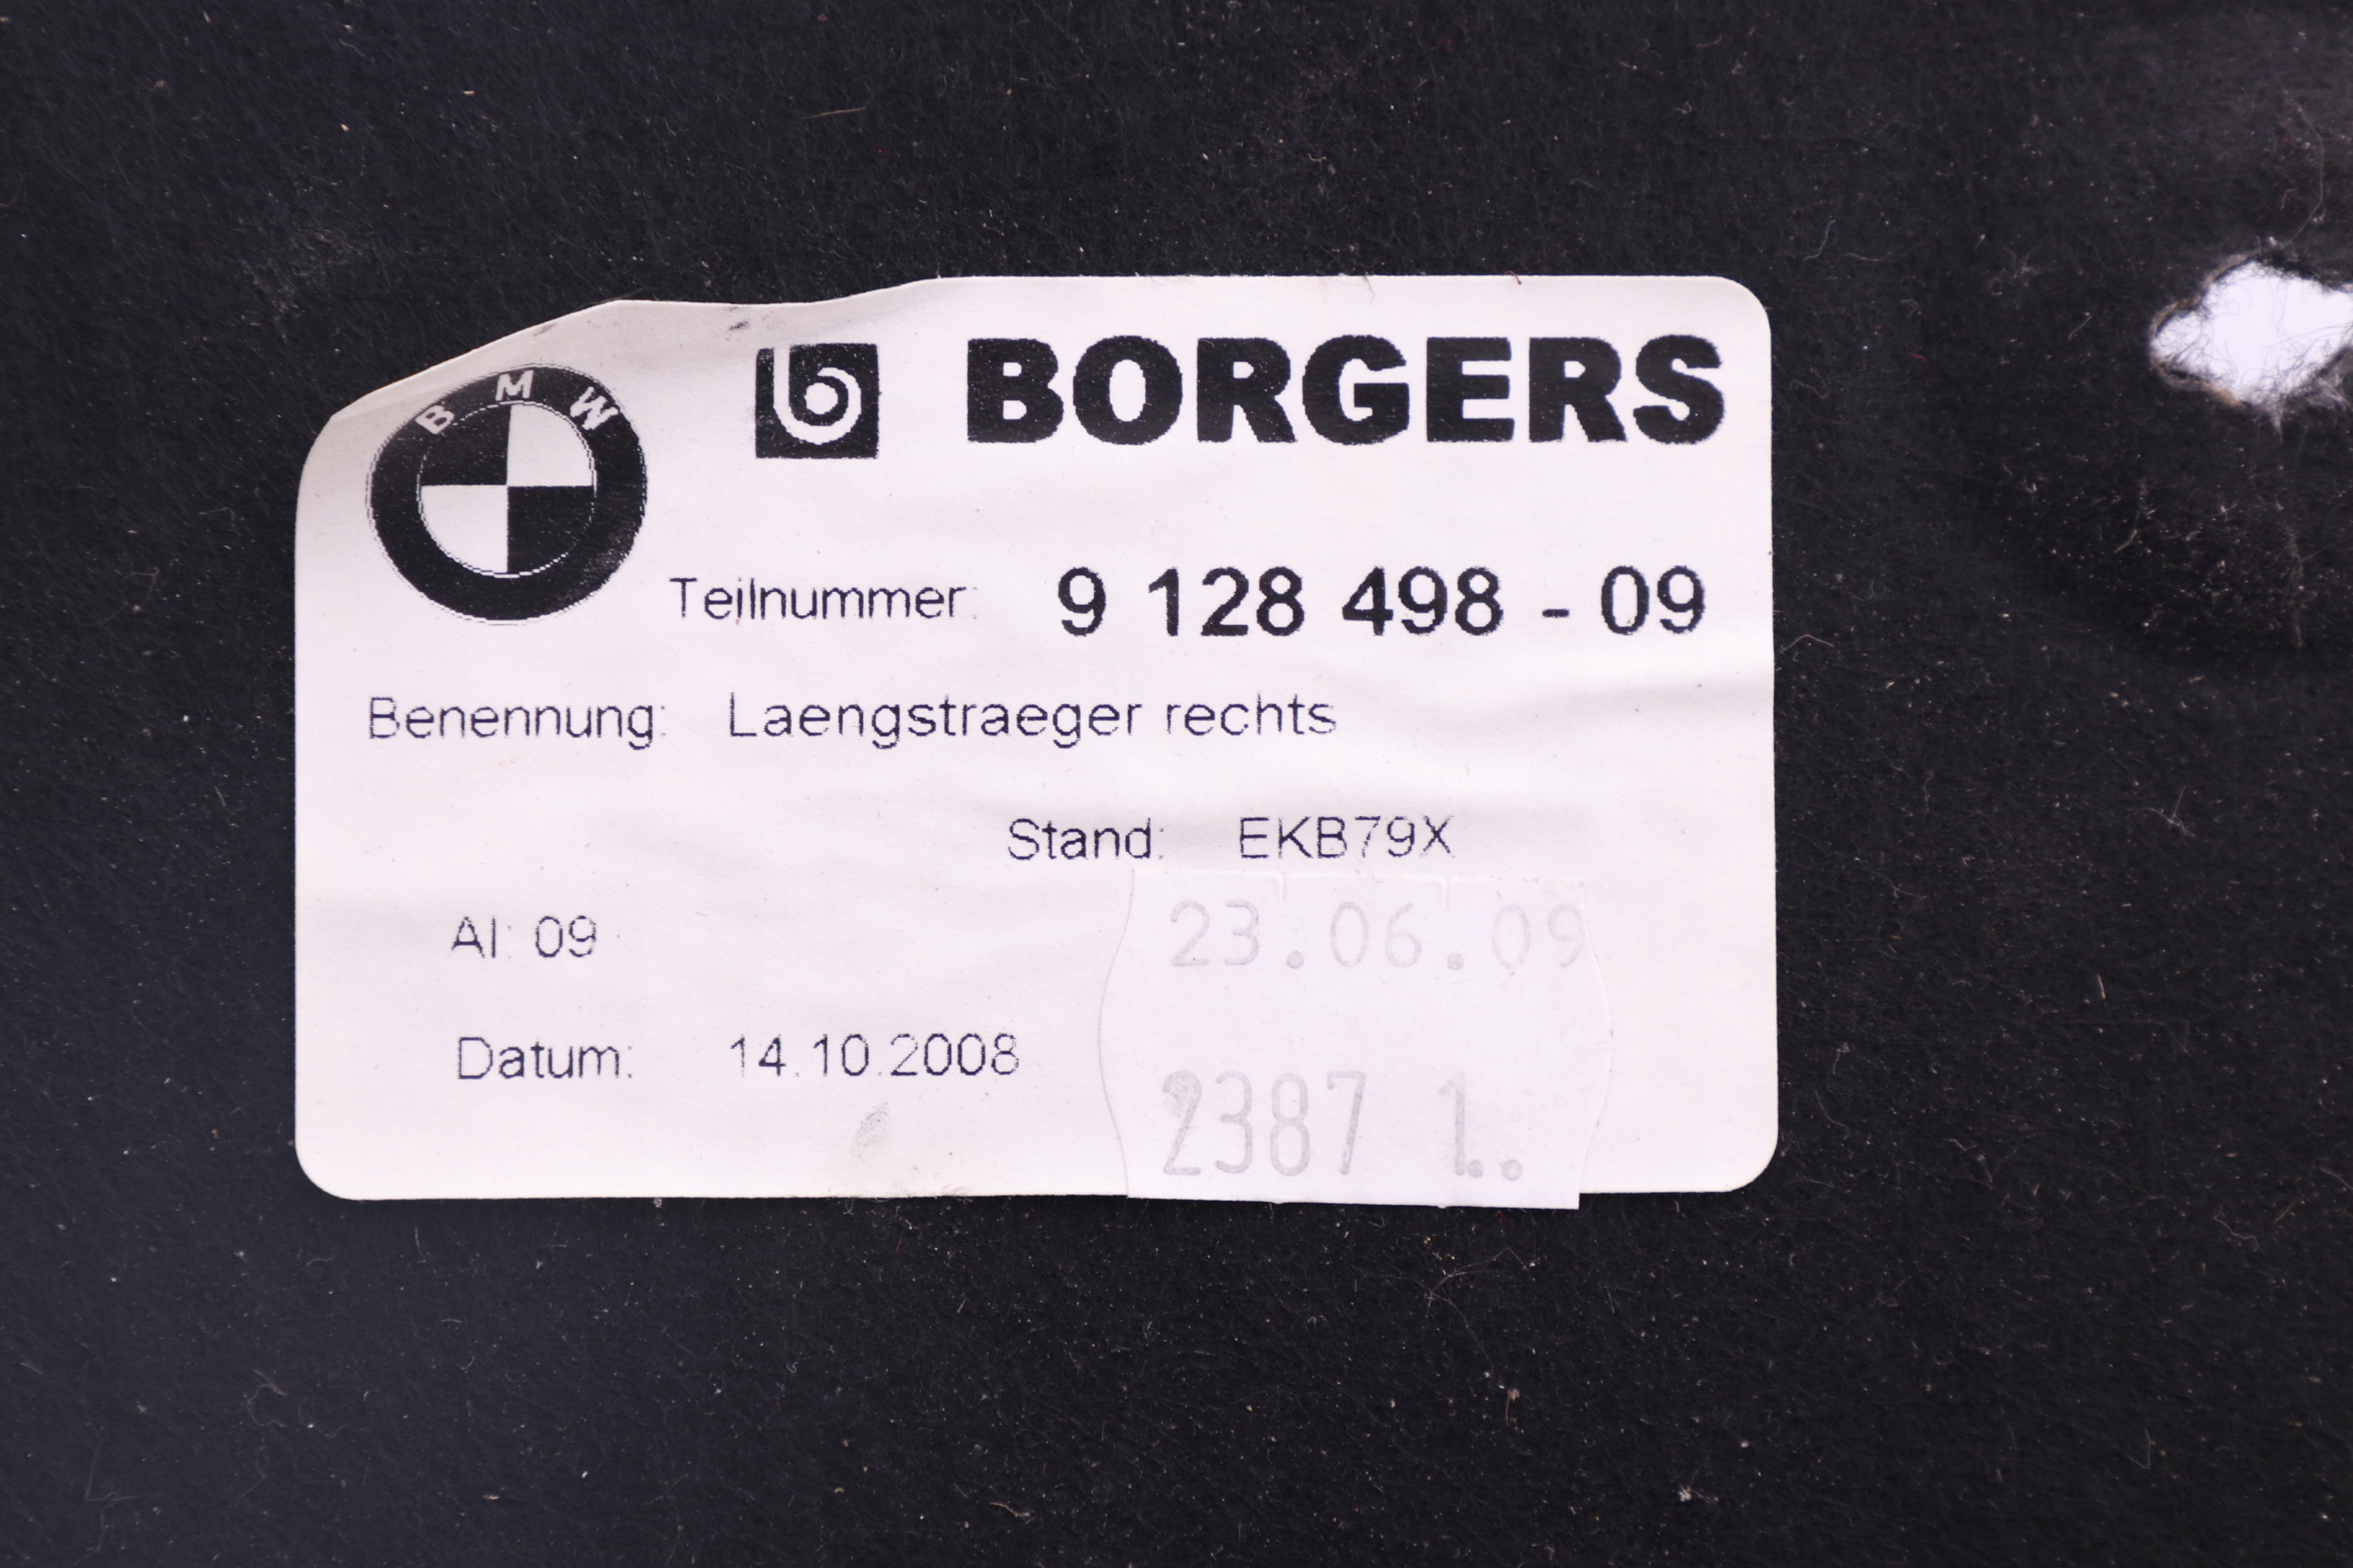 BMW
BORGERS
Teilnummer: 9 128 498 - 09
Benennung: Laengstraeger rechts
Stand: EKB79X
AI: 09
23.06.09
Datum: 14.10.2008
2387 1..